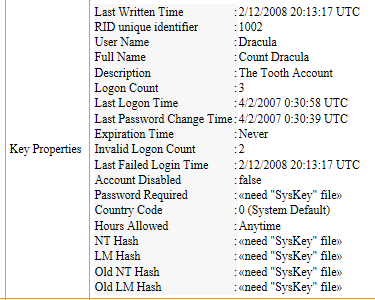 Last Written Time :2/12/2008 20:13:17 UTC
RID unique identifier :1002
User Name :Dracula
Full Name :Count Dracula
Description :The Tooth Account
Logon Count :3
Last Logon Time :4/2/2007 0:30:58 UTC
Last Password Change Time:4/2/2007 0:30:39 UTC
Expiration Time :Never
Invalid Logon Count :2
Last Failed Login Time :2/12/2008 20:13:17 UTC
Account Disabled :false
Key Properties
Password Required :«need "SysKey" file»
Country Code :0 (System Default)
Hours Allowed :Anytime
NT Hash :«need "SysKey" file»
LM Hash :«need "SysKey" file»
Old NT Hash :«need "SysKey" file»
Old LM Hash :«need "SysKey" file»